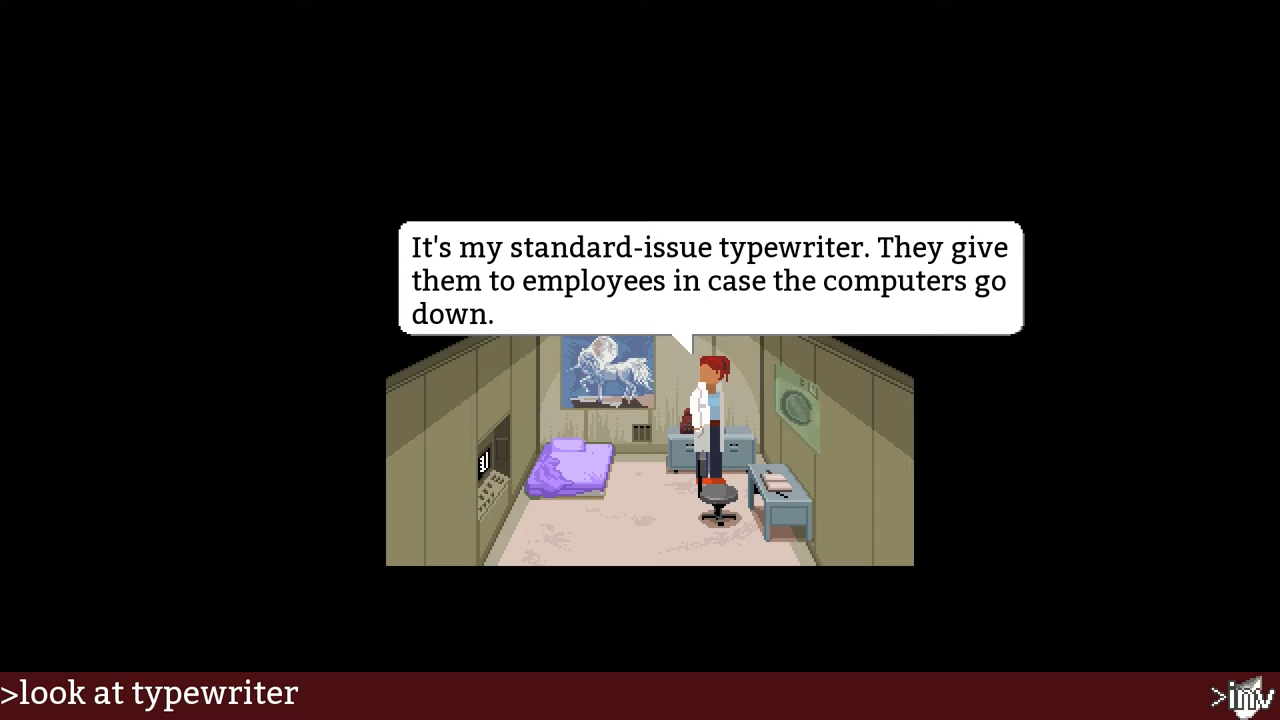 It's my standard-issue typewriter. They give
them to employees in case the computers go
down.
>look at typewriter
>inv